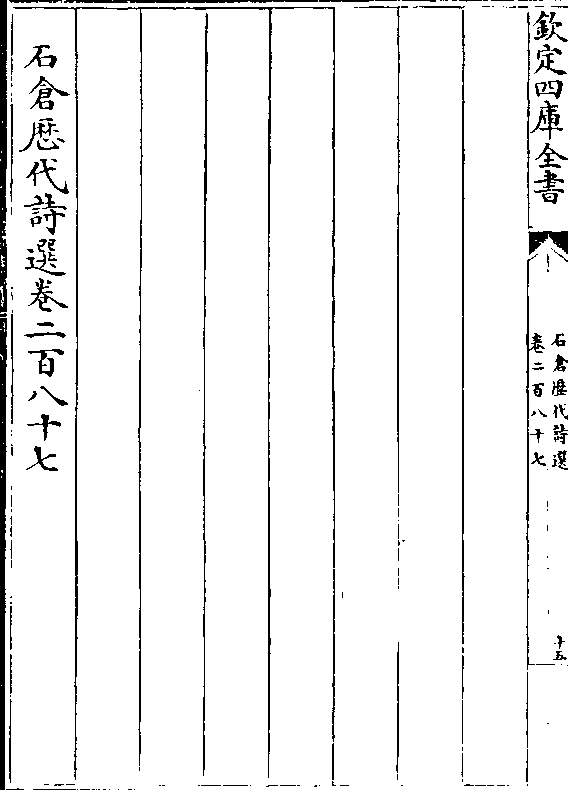 欽定四庫全書
石倉歷代詩選
卷二百八十七
十五
石倉歷代詩選卷二百八十七